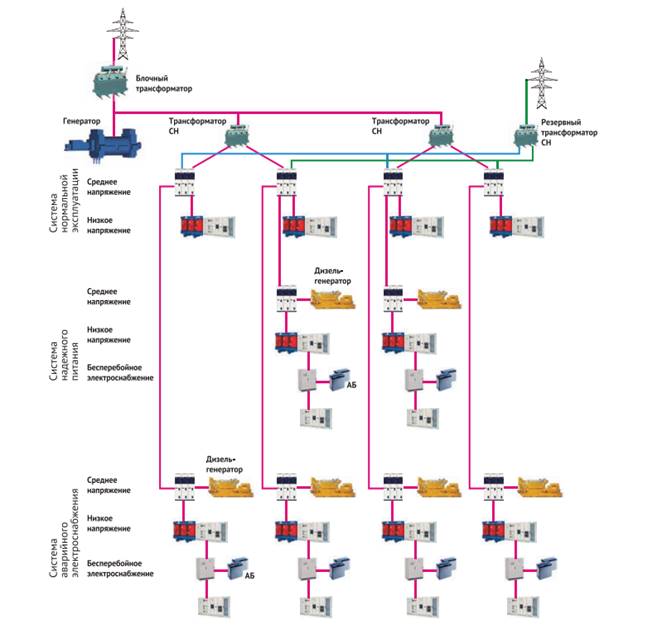 Блочный
трансформатор
Генератор
Трансформатор
СН
Трансформатор
СН
Резервный
трансформатор
СН
Система
нормальной
эксплуатации
Среднее
напряжение
Низкое
напряжение
Дизель-
генератор
Система
надежного
питания
Среднее
напряжение
Низкое
напряжение
Бесперебойное
электроснабжение
АБ
Дизель-
генератор
Система
аварийного
электроснабжения
Среднее
напряжение
Низкое
напряжение
Бесперебойное
электроснабжение
АБ